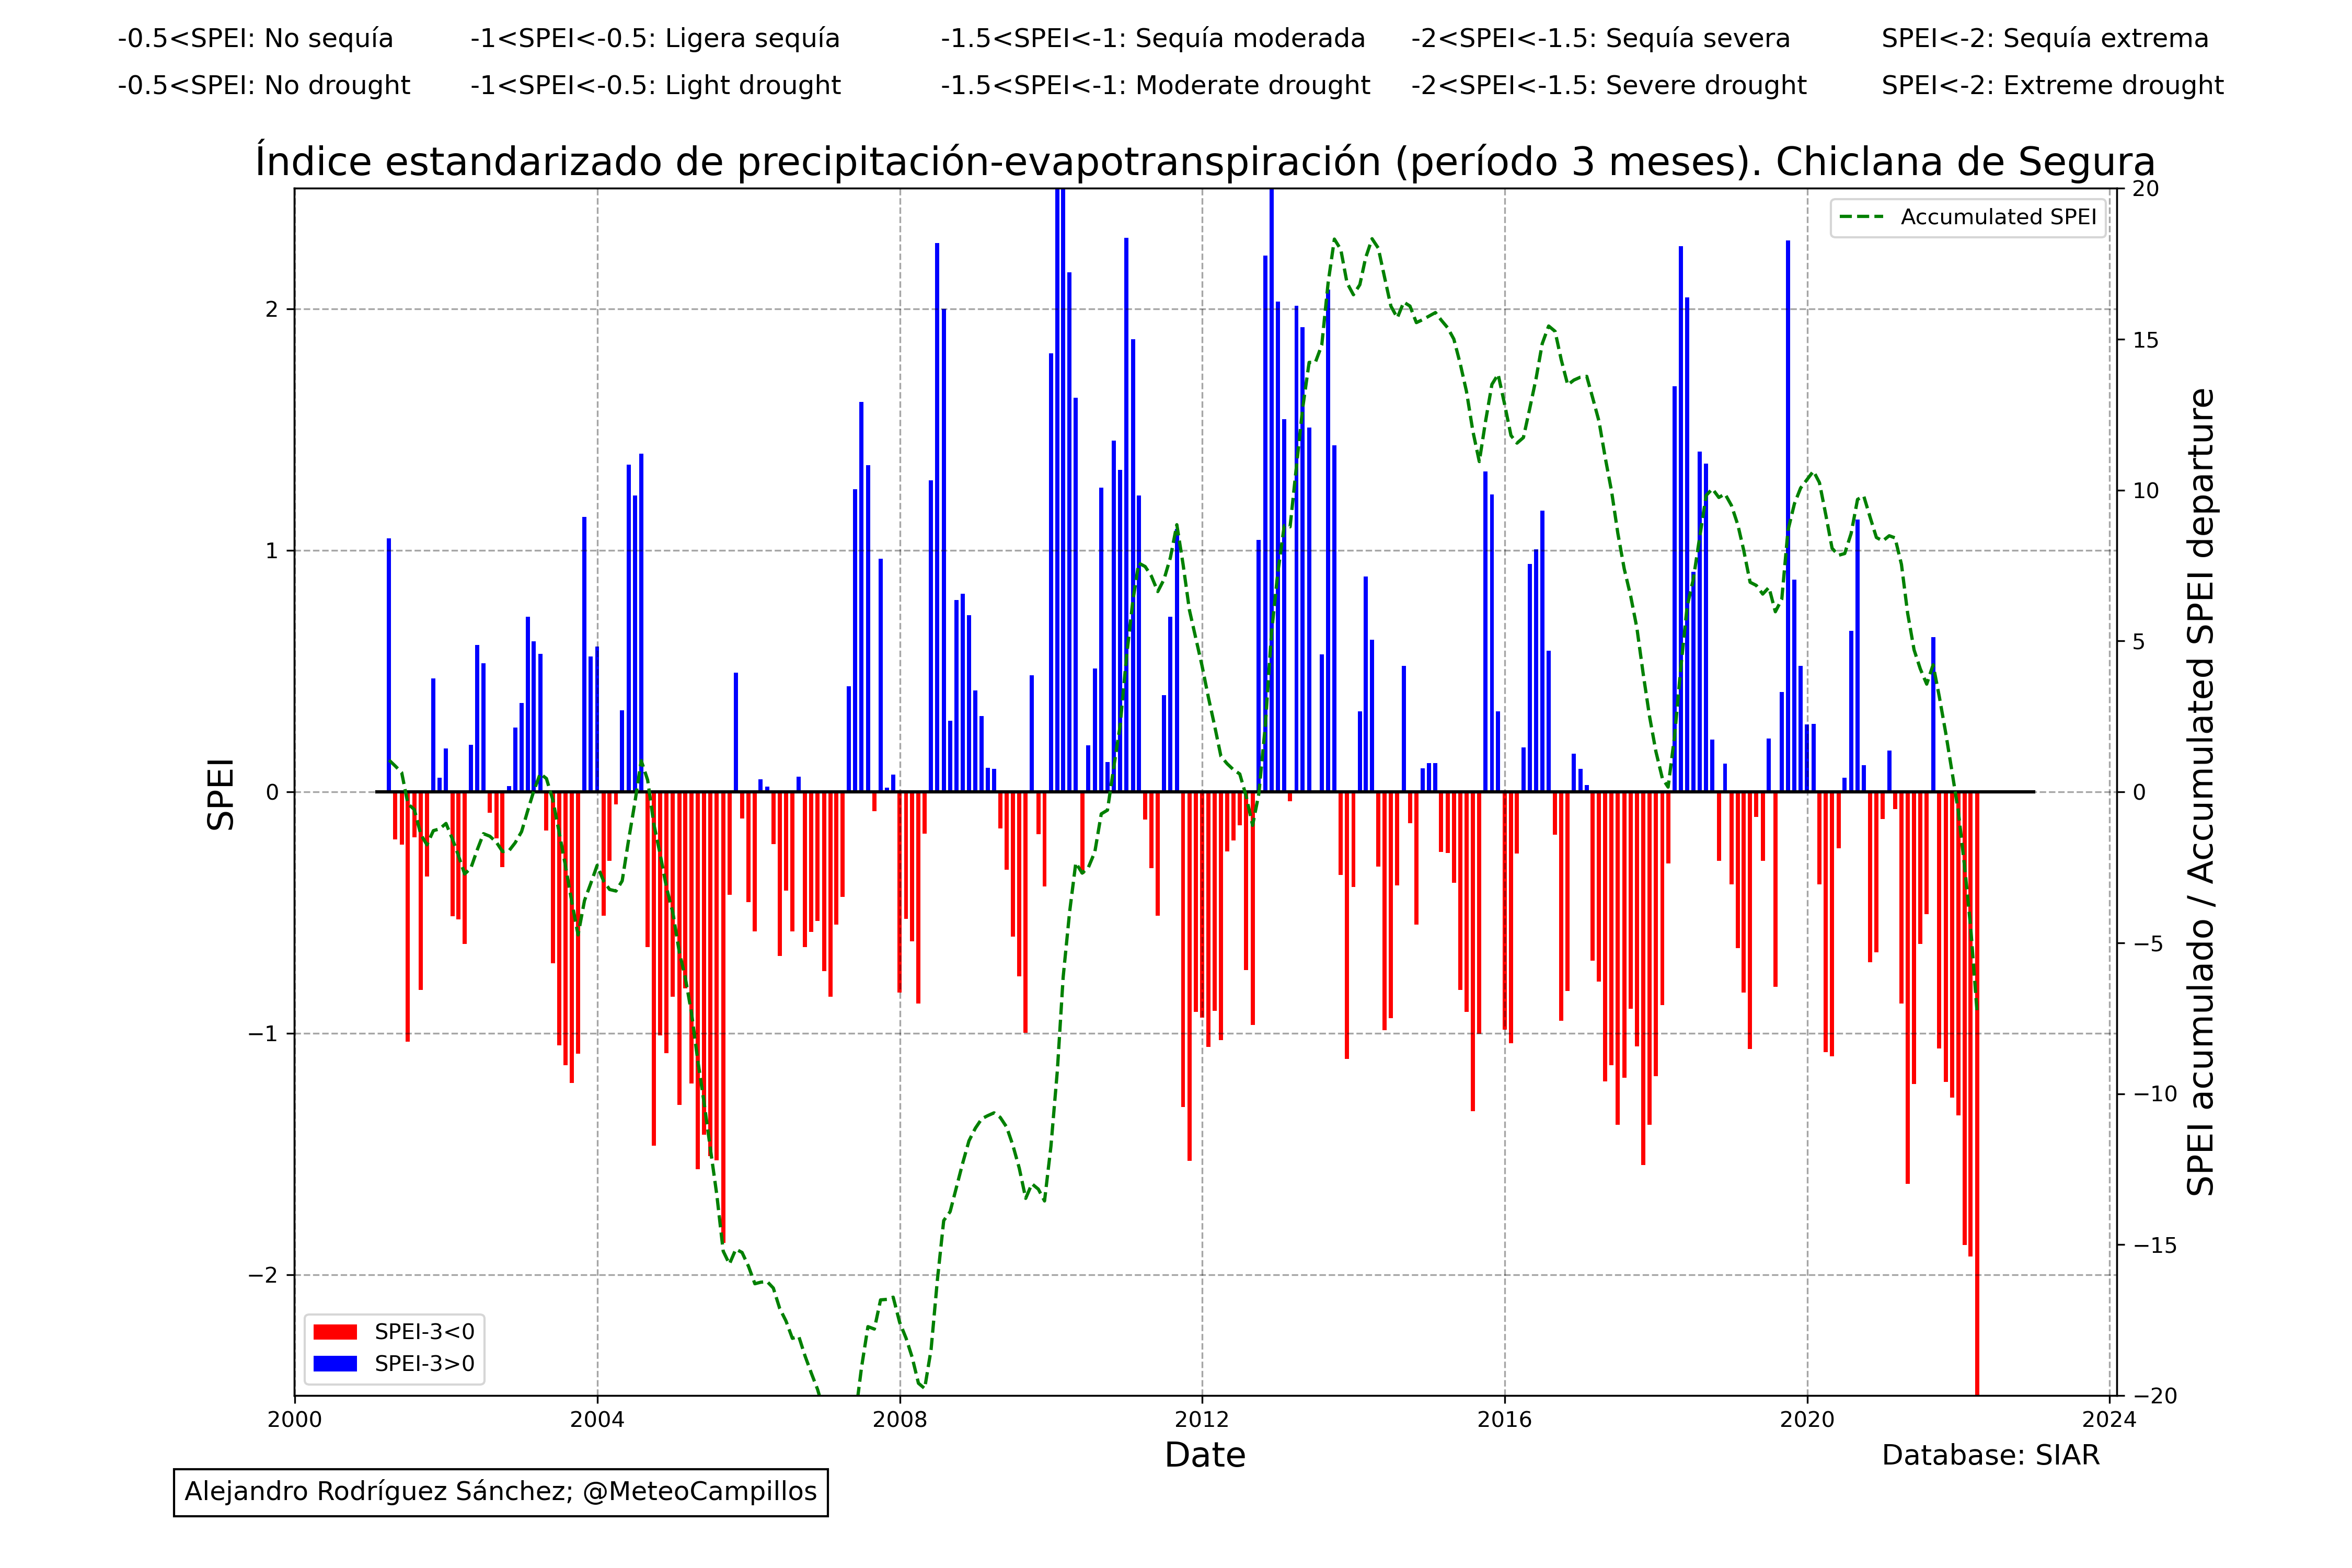 -0.5<SPEI: No sequía -1<SPEI<-0.5: Ligera sequía -1.5<SPEI<-1: Sequía moderada -2<SPEI<-1.5: Sequía severa SPEI<-2: Sequía extrema
-0.5<SPEI: No drought -1<SPEI<-0.5: Light drought -1.5<SPEI<-1: Moderate drought -2<SPEI<-1.5: Severe drought SPEI<-2: Extreme drought
Índice estandarizado de precipitación-evapotranspiración (período 3 meses). Chiclana de Segura
Accumulated SPEI
SPEI
2
1
0
−1
−2
20
15
10
5
0
−5
−10
−15
−20
SPEI acumulado / Accumulated SPEI departure
SPEI-3<0
SPEI-3>0
2000 2004 2008 2012 2016 2020 2024
Date
Database: SIAR
Alejandro Rodríguez Sánchez; @MeteoCampillos